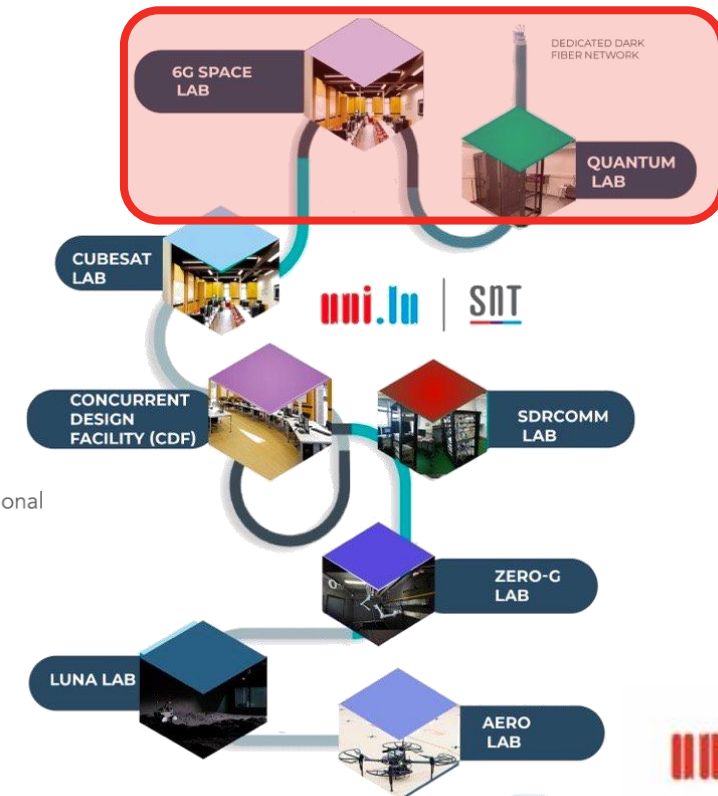 DEDICATED DARK
FIBER NETWORK
6G SPACE
LAB
QUANTUM
LAB
CUBESAT
LAB
uni.lu
SNT
CONCURRENT
DESIGN
FACILITY (CDF)
SDRCOMM
LAB
onal
ZERO-G
LAB
LUNA LAB
AERO
LAB